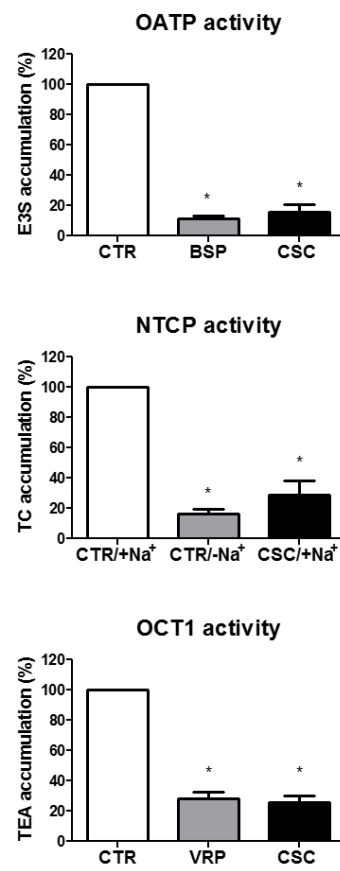 OATP activity
E3S accumulation (%)
120
100
80
60
40
20
0
* *
CTR BSP CSC
NTCP activity
TC accumulation (%)
120
100
80
60
40
20
0
* *
CTR/+Na⁺ CTR/-Na⁺ CSC/+Na⁺
OCT1 activity
TEA accumulation (%)
120
100
80
60
40
20
0
* *
CTR VRP CSC